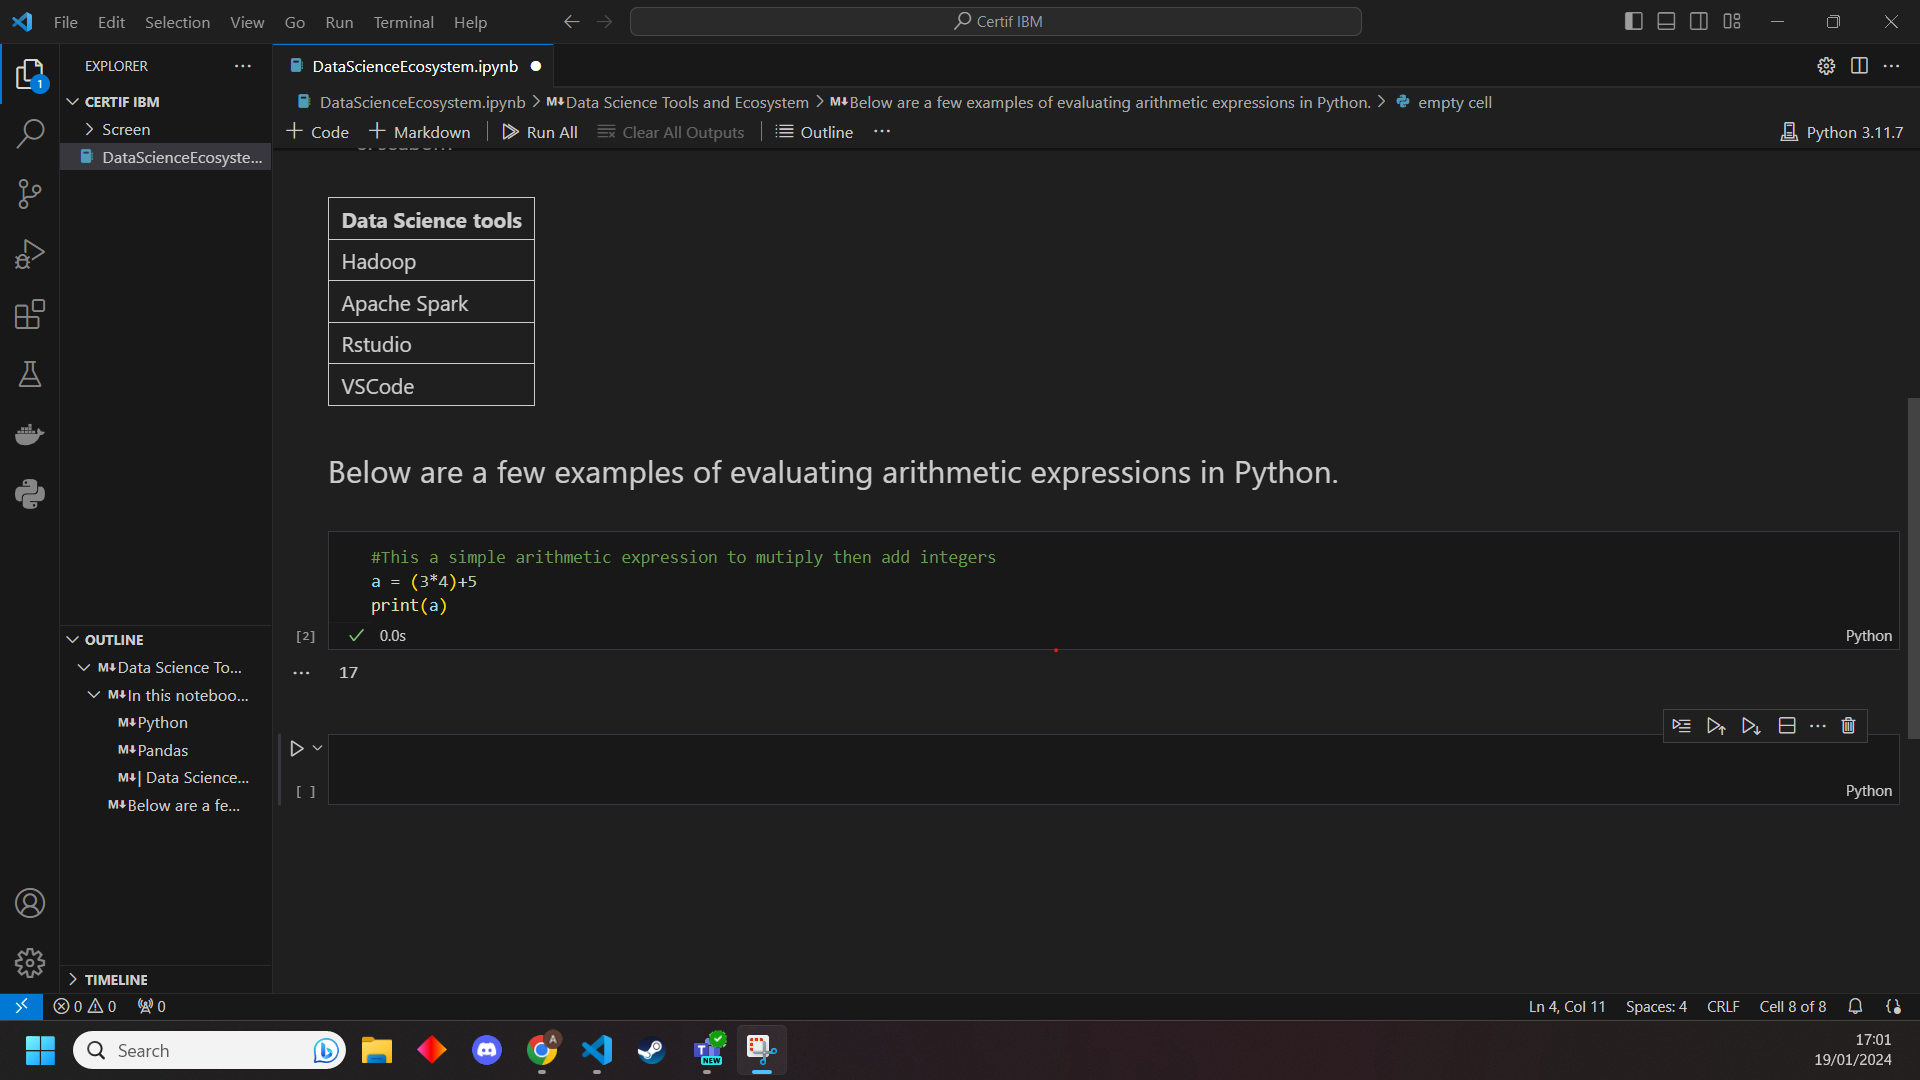 File Edit Selection View Go Run Terminal Help
Certif IBM
EXPLORER
DataScienceEcosystem.ipynb
CERTIF IBM
Screen
DataScienceEcosyste...
DataScienceEcosystem.ipynb > M↓Data Science Tools and Ecosystem > M↓Below are a few examples of evaluating arithmetic expressions in Python. > empty cell
+ Code + Markdown Run All Clear All Outputs Outline ...
Python 3.11.7
Data Science tools
Hadoop
Apache Spark
Rstudio
VSCode
Below are a few examples of evaluating arithmetic expressions in Python.
#This a simple arithmetic expression to mutiply then add integers
a = (3*4)+5
print(a)
[2] 0.0s Python
17
[ ] Python
OUTLINE
M↓Data Science To...
M↓In this noteboo...
M↓Python
M↓Pandas
M↓| Data Science...
M↓Below are a fe...
TIMELINE
1
0 0 0
Ln 4, Col 11 Spaces: 4 CRLF Cell 8 of 8
Search
A
NEW
17:01
19/01/2024